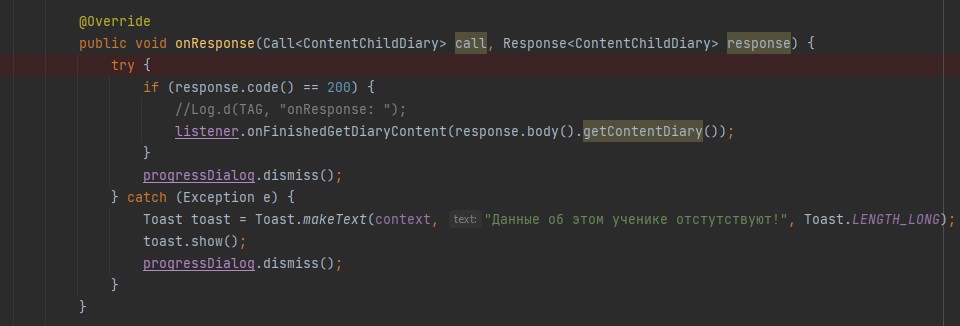 @Override
public void onResponse(Call<ContentChildDiary> call, Response<ContentChildDiary> response) {
try {
if (response.code() == 200) {
//Log.d(TAG, "onResponse: ");
listener.onFinishedGetDiaryContent(response.body().getContentDiary());
}
progressDialog.dismiss();
} catch (Exception e) {
Toast toast = Toast.makeText(context, text: "Данные об этом ученике отстутствуют!", Toast.LENGTH_LONG);
toast.show();
progressDialog.dismiss();
}
}